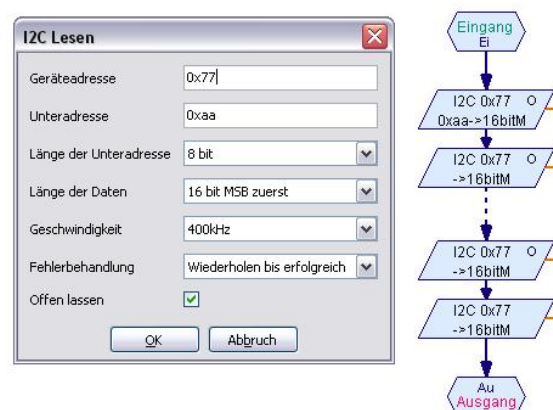 I2C Lesen
Geräteadresse
0x77
Unteradresse
0xaa
Länge der Unteradresse
8 bit
Länge der Daten
16 bit MSB zuerst
Geschwindigkeit
400kHz
Fehlerbehandlung
Wiederholen bis erfolgreich
Offen lassen
OK
Abbruch
Eingang
Ei
I2C 0x77 O
0xaa->16bitM
I2C 0x77 O
->16bitM
I2C 0x77 O
->16bitM
I2C 0x77
->16bitM
Au
Ausgang